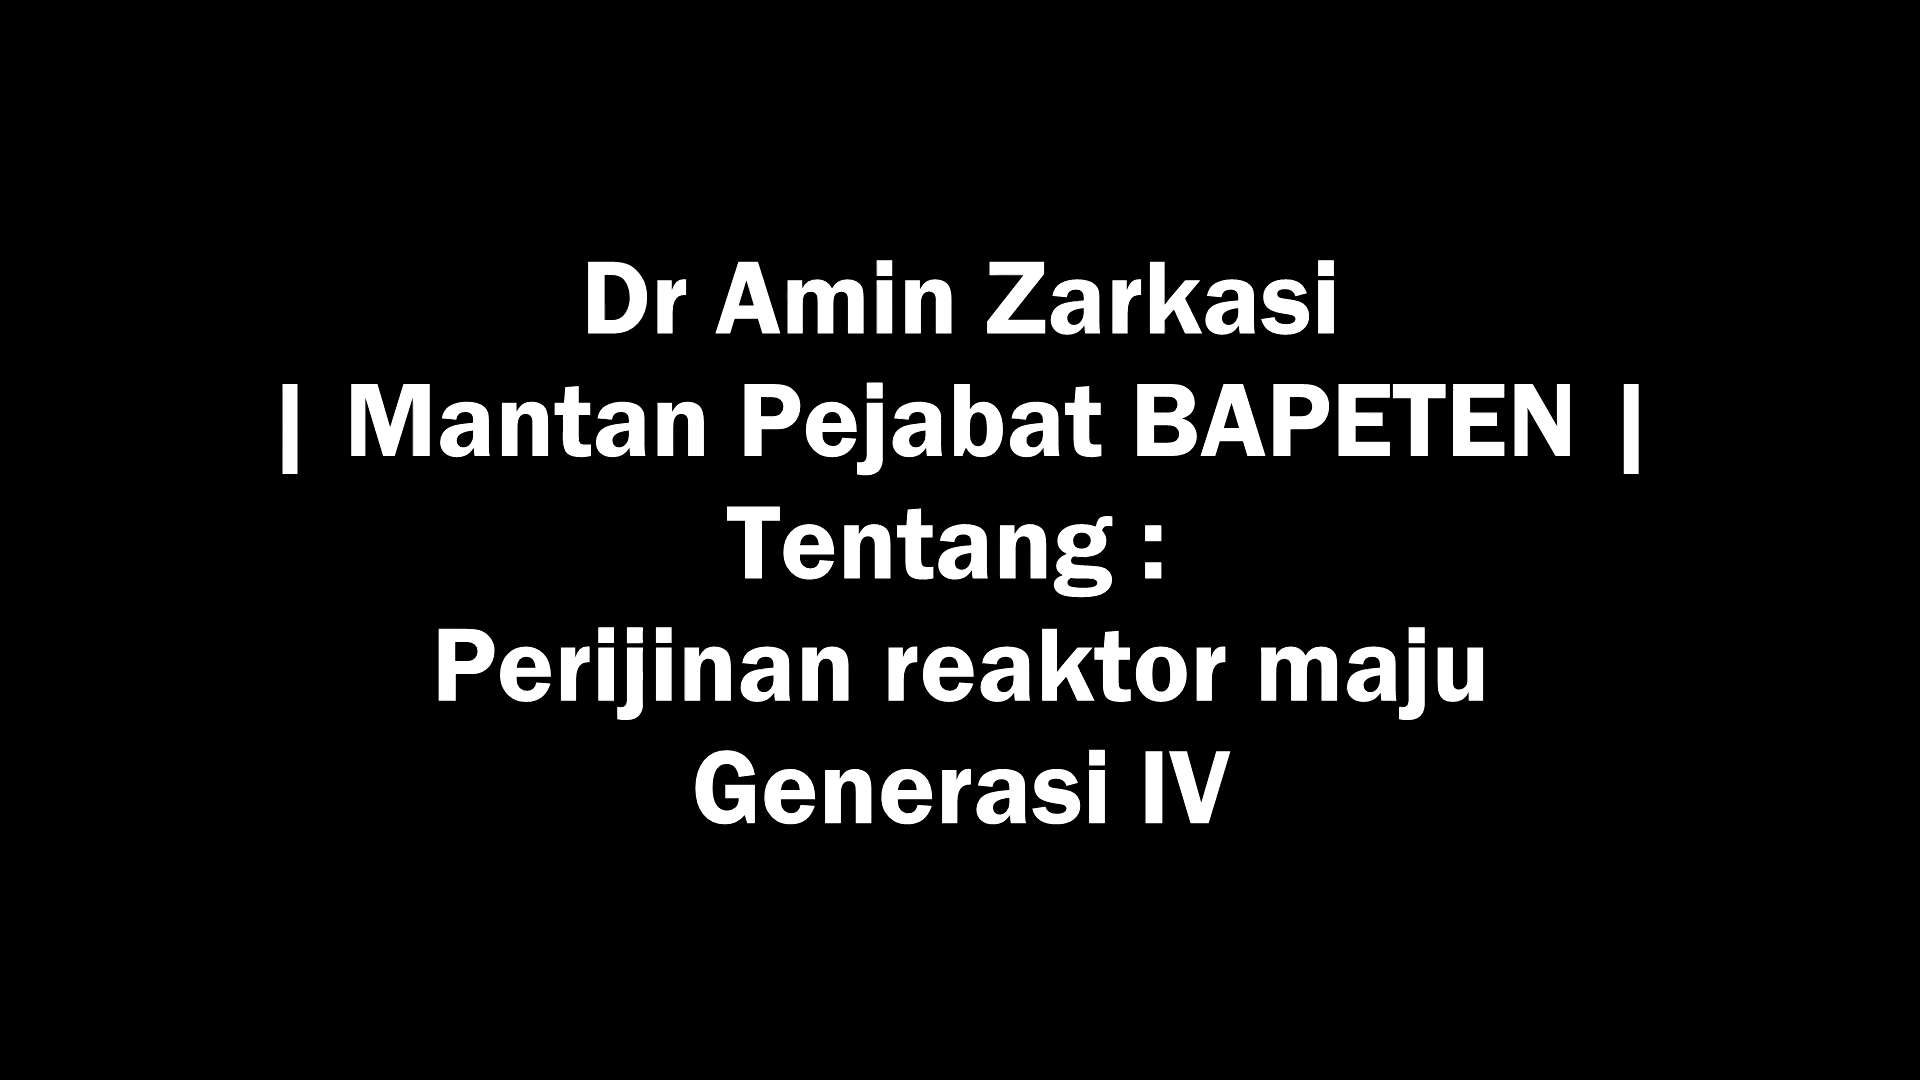 Dr Amin Zarkasi
| Mantan Pejabat BAPETEN |
Tentang :
Perijinan reaktor maju
Generasi IV